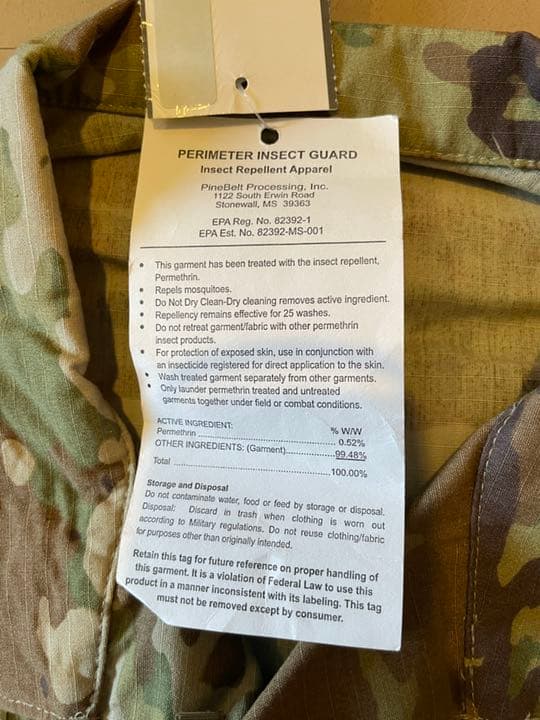 PERIMETER INSECT GUARD
Insect Repellent Apparel
PineBelt Processing, Inc.
1122 South Erwin Road
Stonewall, MS 39363
EPA Reg. No. 82392-1
EPA Est. No. 82392-MS-001
• This garment has been treated with the insect repellent,
Permethrin.
• Repels mosquitoes.
• Do Not Dry Clean-Dry cleaning removes active ingredient.
• Repellency remains effective for 25 washes.
• Do not retreat garment/fabric with other permethrin
insect products.
• For protection of exposed skin, use in conjunction with
an insecticide registered for direct application to the skin.
• Wash treated garment separately from other garments.
• Only launder permethrin treated and untreated
garments together under field or combat conditions.
ACTIVE INGREDIENT: % W/W
Permethrin ........................................ 0.52%
OTHER INGREDIENTS: (Garment)................99.48%
Total ................................................100.00%
Storage and Disposal
Do not contaminate water, food or feed by storage or disposal.
Disposal: Discard in trash when clothing is worn out
according to Military regulations. Do not reuse clothing/fabric
for purposes other than originally intended.
Retain this tag for future reference on proper handling of
this garment. It is a violation of Federal Law to use this
product in a manner inconsistent with its labeling. This tag
must not be removed except by consumer.